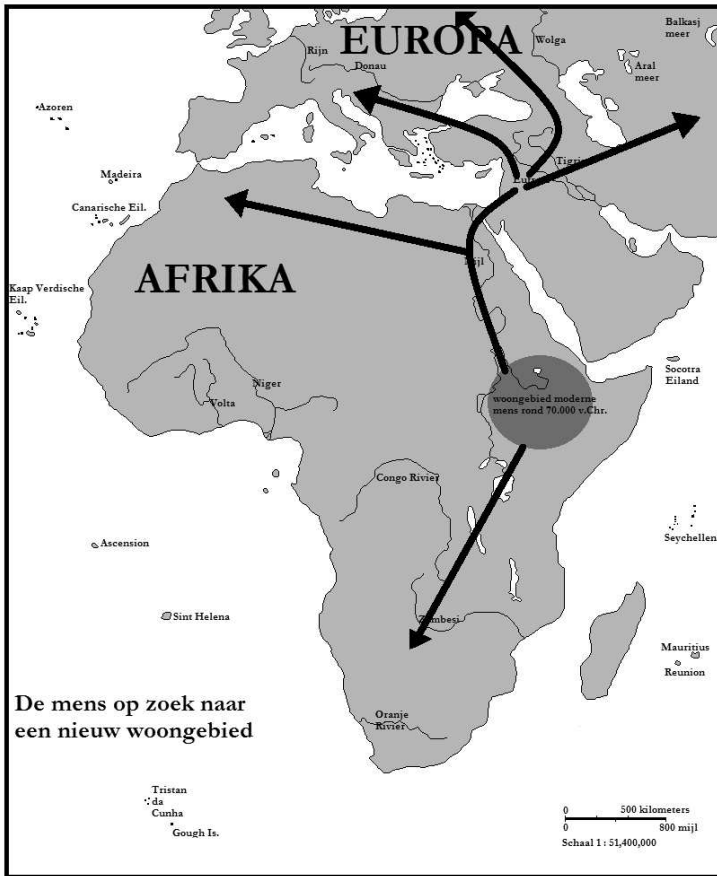 EUROPA
Rijn
Donau
Wolga
Balkasj
meer
Aral
meer
Azoren
Tigris
Madeira
Canarische Eil.
Nijl
AFRIKA
Kaap Verdische
Eil.
Socotra
Eiland
woongebied moderne
mens rond 70.000 v.Chr.
Niger
Volta
Congo Rivier
Seychellen
Ascension
Sint Helena
Zambesi
Mauritius
Reunion
De mens op zoek naar
een nieuw woongebied
Oranje
Rivier
Tristan
da
Cunha
Gough Is.
0 500 kilometers
0 800 mijl
Schaal 1 : 51,400,000